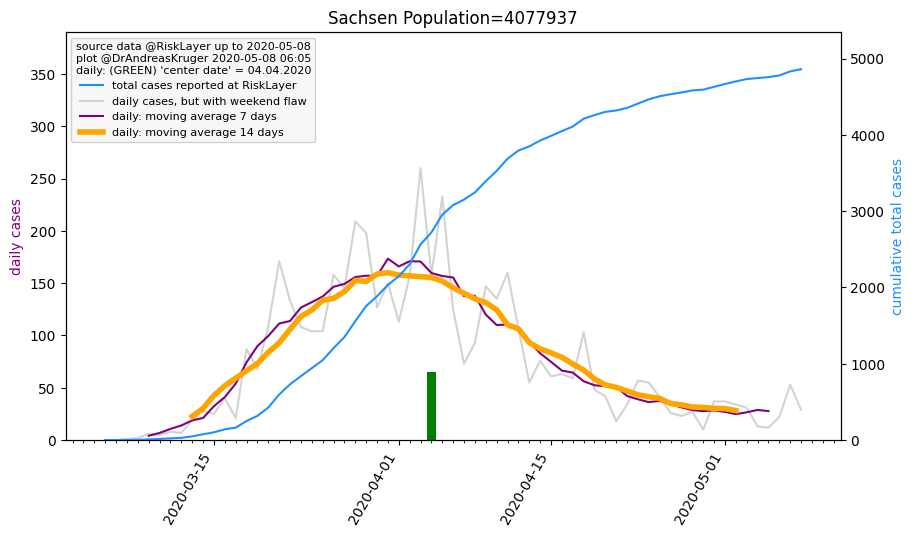 Sachsen Population=4077937
source data @RiskLayer up to 2020-05-08
plot @DrAndreasKruger 2020-05-08 06:05
daily: (GREEN) 'center date' = 04.04.2020
total cases reported at RiskLayer
daily cases, but with weekend flaw
daily: moving average 7 days
daily: moving average 14 days
daily cases
350
300
250
200
150
100
50
0
5000
4000
3000
2000
1000
0
cumulative total cases
2020-03-15
2020-04-01
2020-04-15
2020-05-01